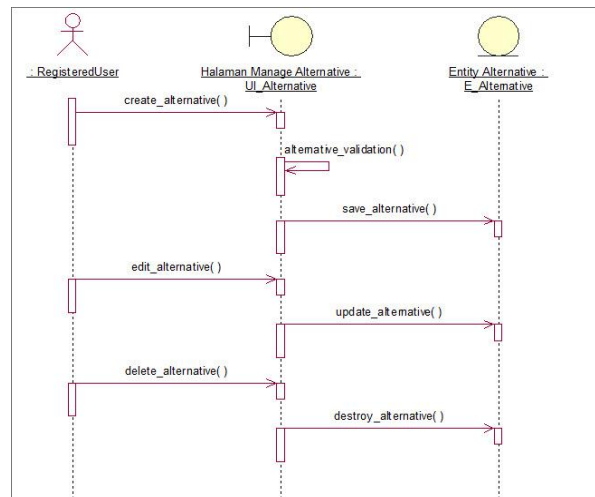 : RegisteredUser
Halaman Manage Alternative :
UI_Alternative
Entity Alternative :
E_Alternative
create_alternative( )
alternative_validation( )
save_alternative( )
edit_alternative( )
update_alternative( )
delete_alternative( )
destroy_alternative( )